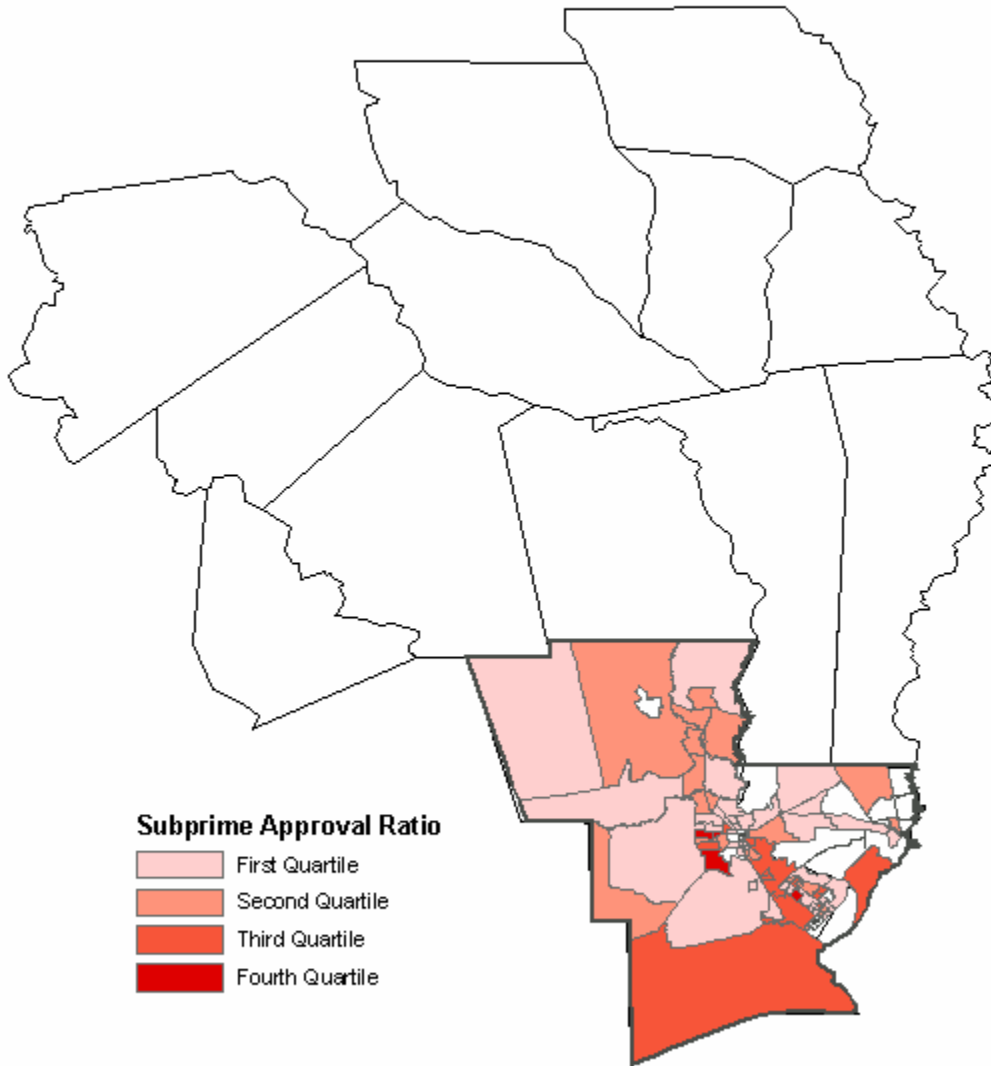 Subprime Approval Ratio
First Quartile
Second Quartile
Third Quartile
Fourth Quartile